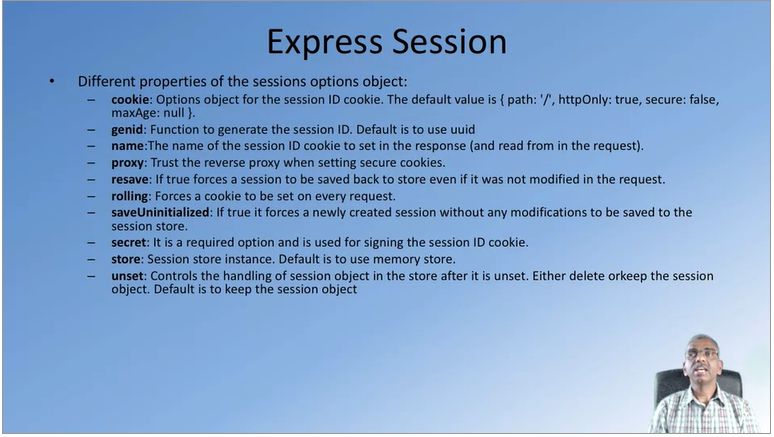 Express Session
• Different properties of the sessions options object:
– cookie: Options object for the session ID cookie. The default value is { path: '/', httpOnly: true, secure: false,
maxAge: null }.
– genid: Function to generate the session ID. Default is to use uuid
– name:The name of the session ID cookie to set in the response (and read from in the request).
– proxy: Trust the reverse proxy when setting secure cookies.
– resave: If true forces a session to be saved back to store even if it was not modified in the request.
– rolling: Forces a cookie to be set on every request.
– saveUninitialized: If true it forces a newly created session without any modifications to be saved to the
session store.
– secret: It is a required option and is used for signing the session ID cookie.
– store: Session store instance. Default is to use memory store.
– unset: Controls the handling of session object in the store after it is unset. Either delete orkeep the session
object. Default is to keep the session object